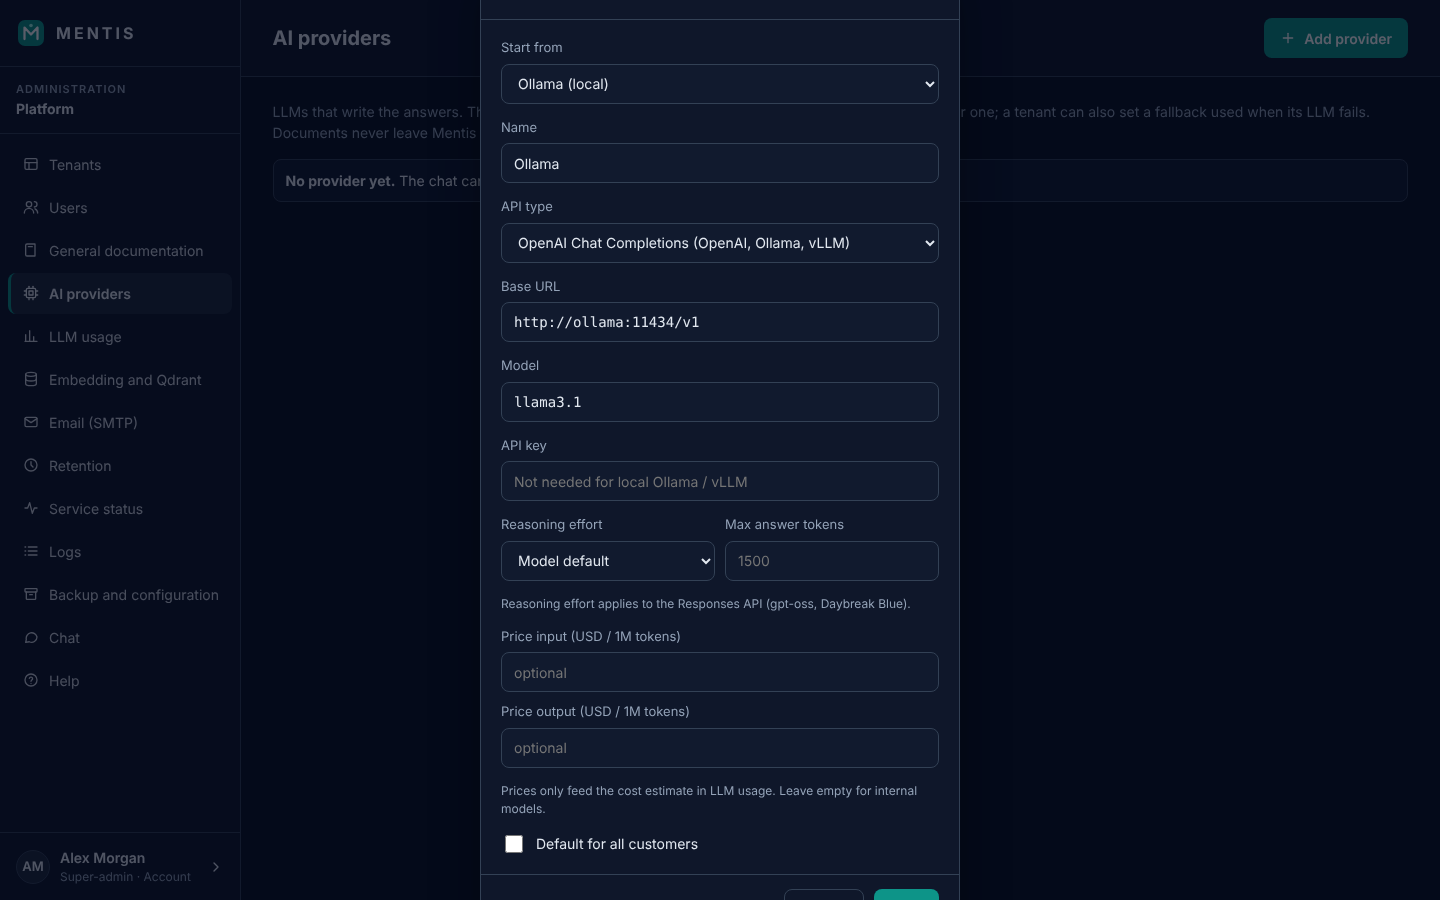 MENTIS
ADMINISTRATION
Platform
Tenants
Users
General documentation
AI providers
LLM usage
Embedding and Qdrant
Email (SMTP)
Retention
Service status
Logs
Backup and configuration
Chat
Help
AM
Alex Morgan
Super-admin · Account
AI providers
Add provider
LLMs that write the answers.
r one; a tenant can also set a fallback used when its LLM fails.
Documents never leave Mentis
No provider yet. The chat
Start from
Ollama (local)
Name
Ollama
API type
OpenAI Chat Completions (OpenAI, Ollama, vLLM)
Base URL
http://ollama:11434/v1
Model
llama3.1
API key
Not needed for local Ollama / vLLM
Reasoning effort
Max answer tokens
Model default
1500
Reasoning effort applies to the Responses API (gpt-oss, Daybreak Blue).
Price input (USD / 1M tokens)
optional
Price output (USD / 1M tokens)
optional
Prices only feed the cost estimate in LLM usage. Leave empty for internal
models.
Default for all customers